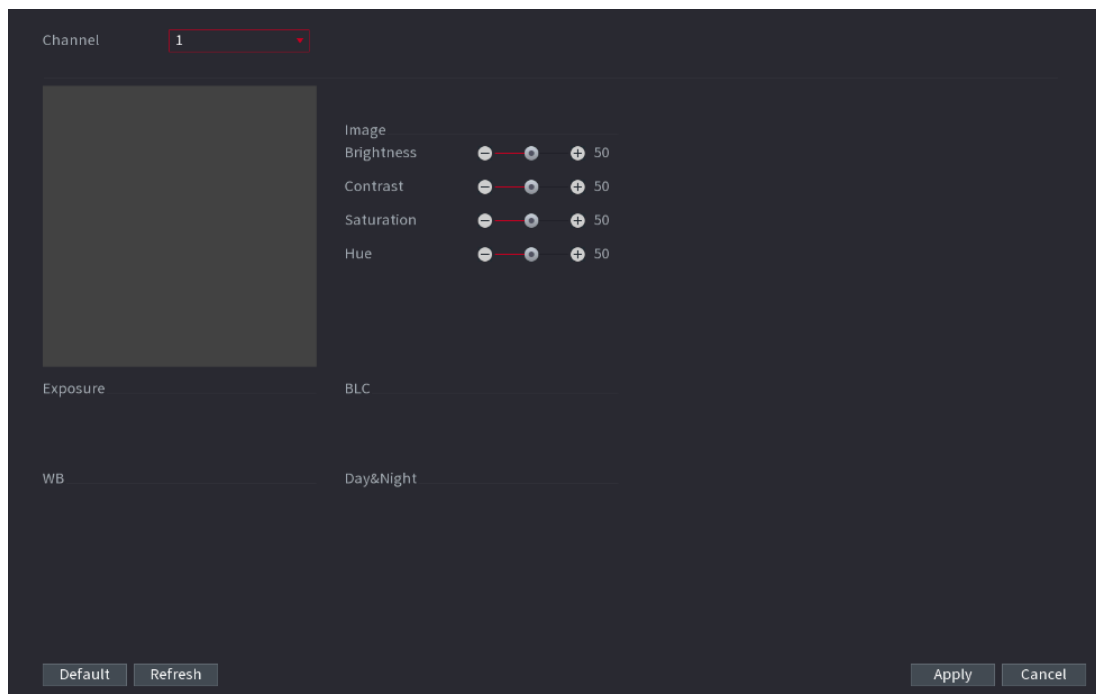 Channel 1
Image
Brightness 50
Contrast 50
Saturation 50
Hue 50
Exposure BLC
WB Day&Night
Default Refresh Apply Cancel